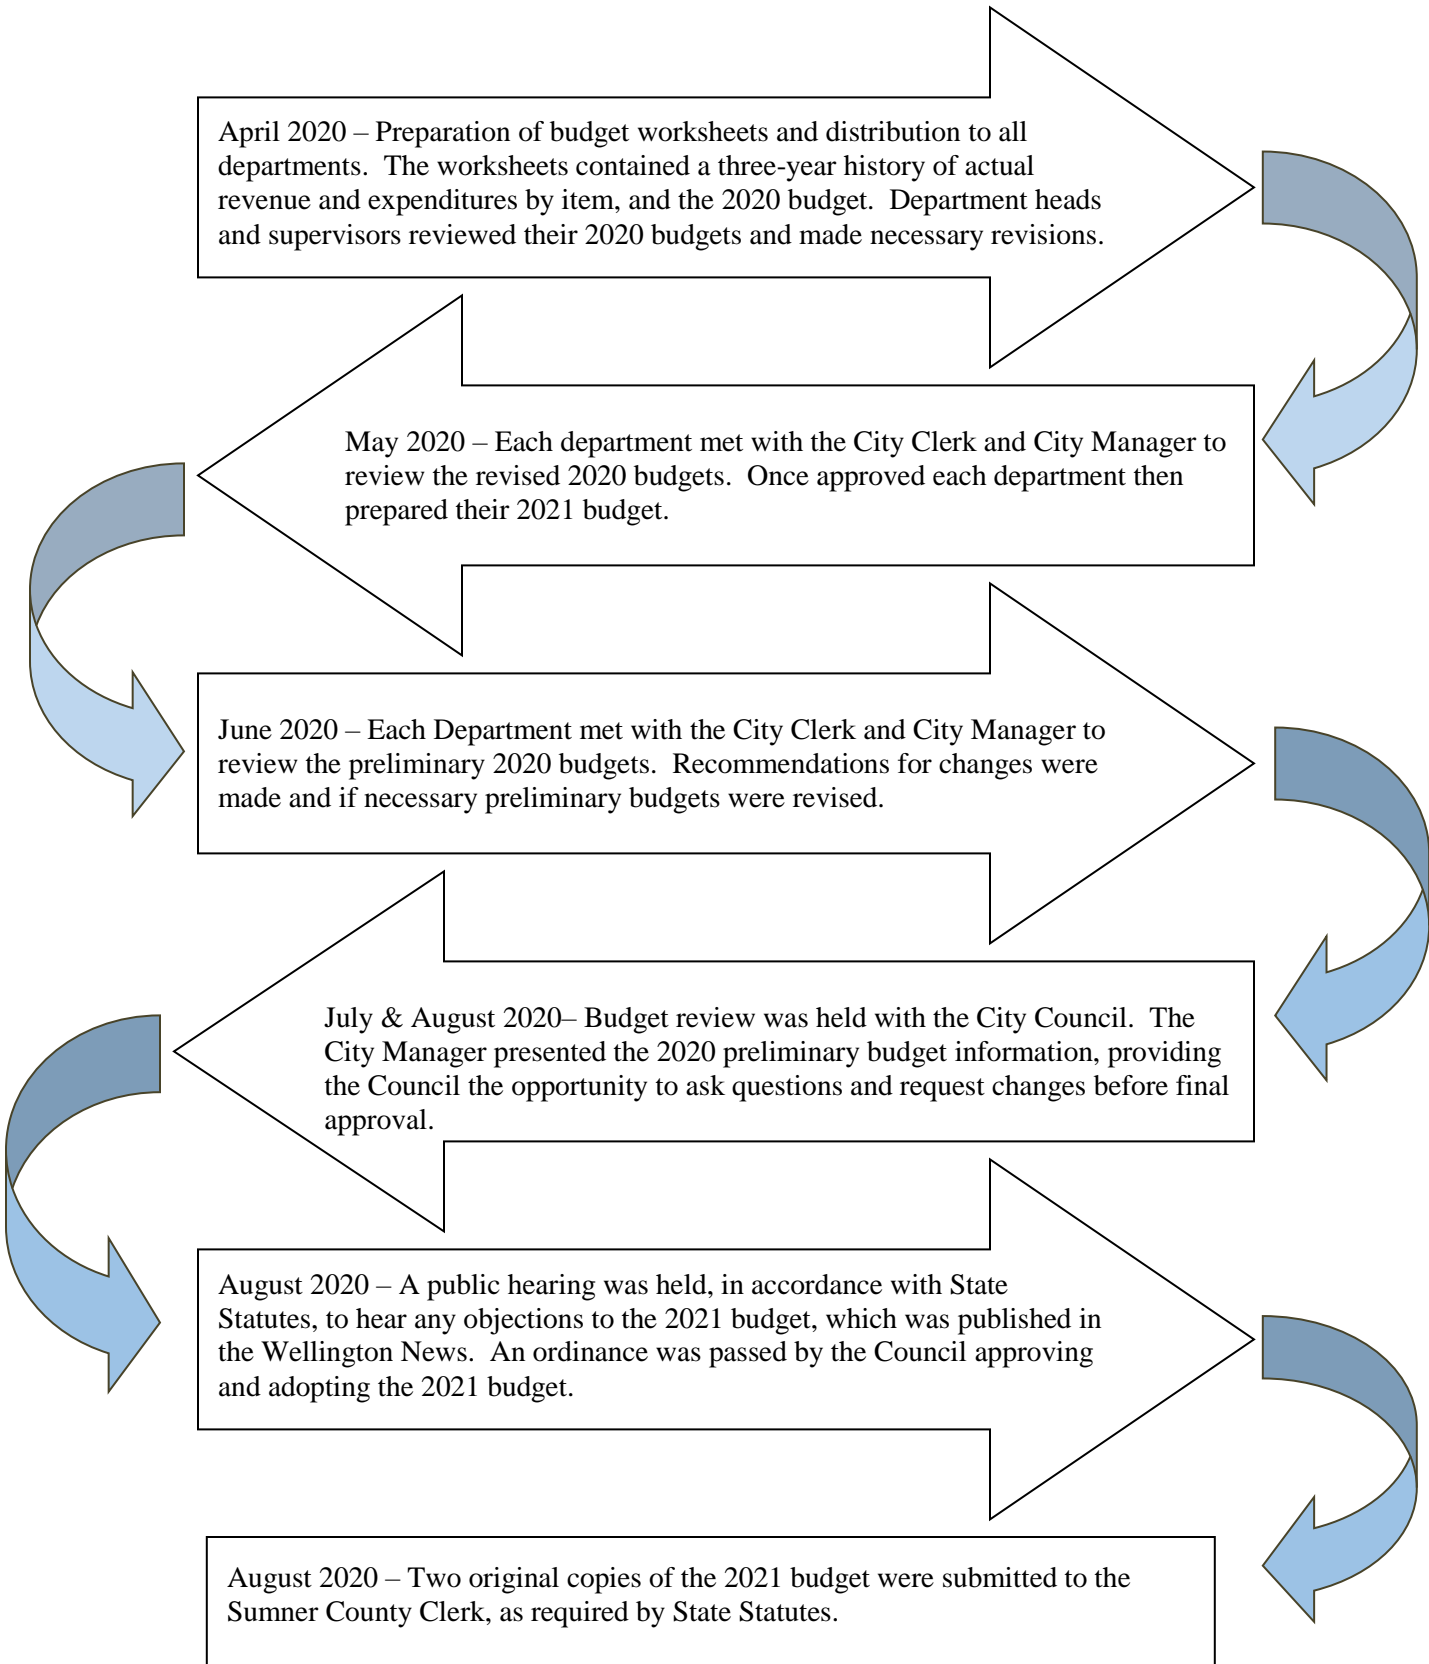 April 2020 – Preparation of budget worksheets and distribution to all
departments.  The worksheets contained a three-year history of actual
revenue and expenditures by item, and the 2020 budget.  Department heads
and supervisors reviewed their 2020 budgets and made necessary revisions.
May 2020 – Each department met with the City Clerk and City Manager to
review the revised 2020 budgets.  Once approved each department then
prepared their 2021 budget.
June 2020 – Each Department met with the City Clerk and City Manager to
review the preliminary 2020 budgets.  Recommendations for changes were
made and if necessary preliminary budgets were revised.
July & August 2020– Budget review was held with the City Council.  The
City Manager presented the 2020 preliminary budget information, providing
the Council the opportunity to ask questions and request changes before final
approval.
August 2020 – A public hearing was held, in accordance with State
Statutes, to hear any objections to the 2021 budget, which was published in
the Wellington News.  An ordinance was passed by the Council approving
and adopting the 2021 budget.
August 2020 – Two original copies of the 2021 budget were submitted to the
Sumner County Clerk, as required by State Statutes.